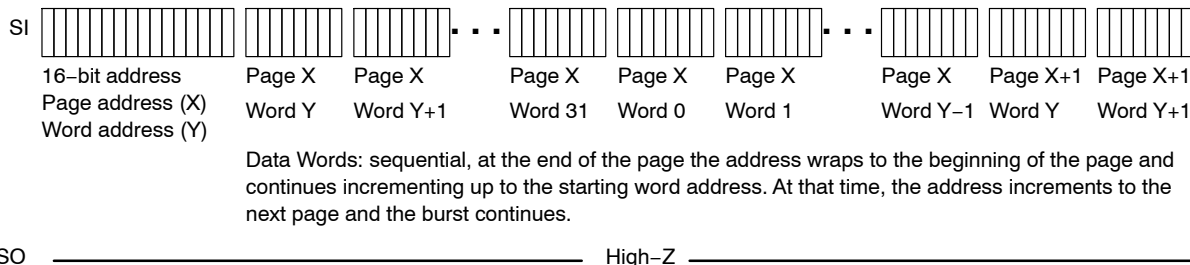 SI
16−bit address Page X Page X Page X Page X Page X Page X Page X+1 Page X+1
Page address (X) Word Y Word Y+1 Word 31 Word 0 Word 1 Word Y−1 Word Y Word Y+1
Word address (Y)
Data Words: sequential, at the end of the page the address wraps to the beginning of the page and
continues incrementing up to the starting word address. At that time, the address increments to the
next page and the burst continues.
SO High−Z